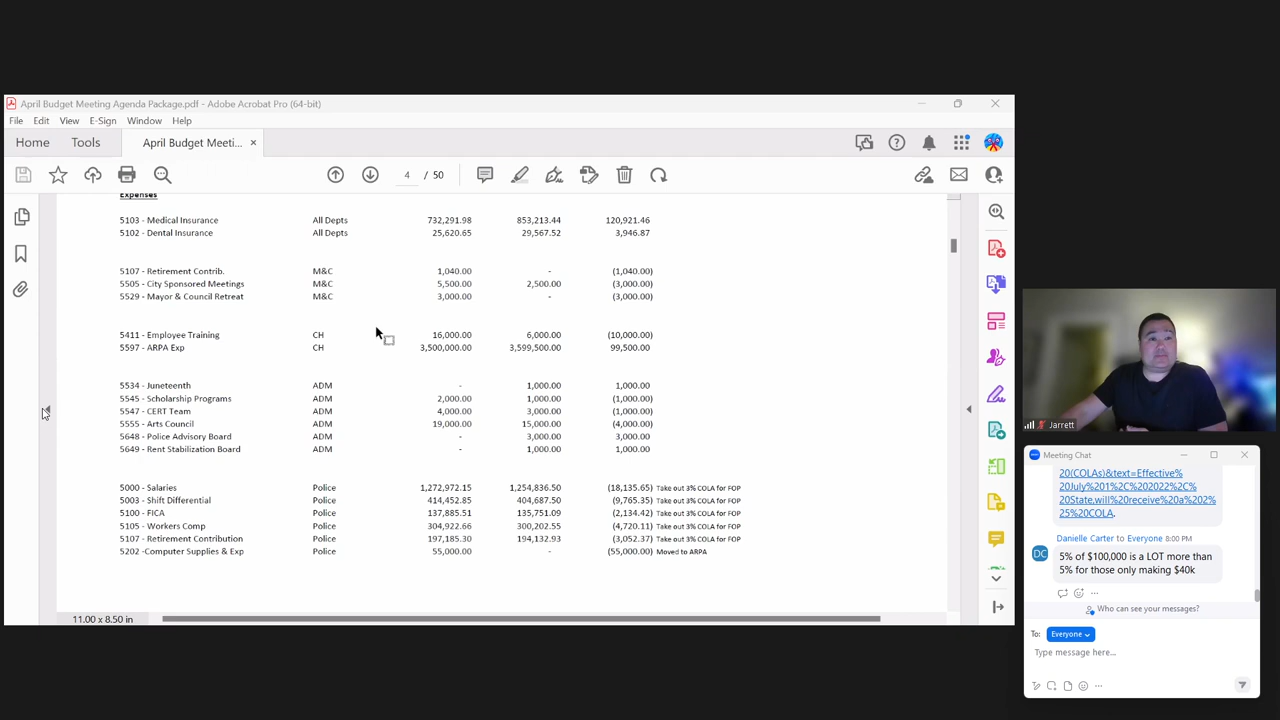 April Budget Meeting Agenda Package.pdf - Adobe Acrobat Pro (64-bit)
File Edit View E-Sign Window Help
Home Tools April Budget Meeti... ×
4 / 50
Expenses
5103 - Medical Insurance All Depts 732,291.98 853,213.44 120,921.46
5102 - Dental Insurance All Depts 25,620.65 29,567.52 3,946.87
5107 - Retirement Contrib. M&C 1,040.00 - (1,040.00)
5505 - City Sponsored Meetings M&C 5,500.00 2,500.00 (3,000.00)
5529 - Mayor & Council Retreat M&C 3,000.00 - (3,000.00)
5411 - Employee Training CH 16,000.00 6,000.00 (10,000.00)
5597 - ARPA Exp CH 3,500,000.00 3,599,500.00 99,500.00
5534 - Juneteenth ADM - 1,000.00 1,000.00
5545 - Scholarship Programs ADM 2,000.00 1,000.00 (1,000.00)
5547 - CERT Team ADM 4,000.00 3,000.00 (1,000.00)
5555 - Arts Council ADM 19,000.00 15,000.00 (4,000.00)
5648 - Police Advisory Board ADM - 3,000.00 3,000.00
5649 - Rent Stabilization Board ADM - 1,000.00 1,000.00
5000 - Salaries Police 1,272,972.15 1,254,836.50 (18,135.65) Take out 3% COLA for FOP
5003 - Shift Differential Police 414,452.85 404,687.50 (9,765.35) Take out 3% COLA for FOP
5100 - FICA Police 137,885.51 135,751.09 (2,134.42) Take out 3% COLA for FOP
5105 - Workers Comp Police 304,922.66 300,202.55 (4,720.11) Take out 3% COLA for FOP
5107 - Retirement Contribution Police 197,185.30 194,132.93 (3,052.37) Take out 3% COLA for FOP
5202 -Computer Supplies & Exp Police 55,000.00 - (55,000.00) Moved to ARPA
11.00 x 8.50 in
Jarrett
Meeting Chat
20(COLAs)&text=Effective%
20July%201%2C%202022%2C%
20State,will%20receive%20a%202%
25%20COLA.
Danielle Carter to Everyone 8:00 PM
DC
5% of $100,000 is a LOT more than
5% for those only making $40k
Who can see your messages?
To: Everyone
Type message here...